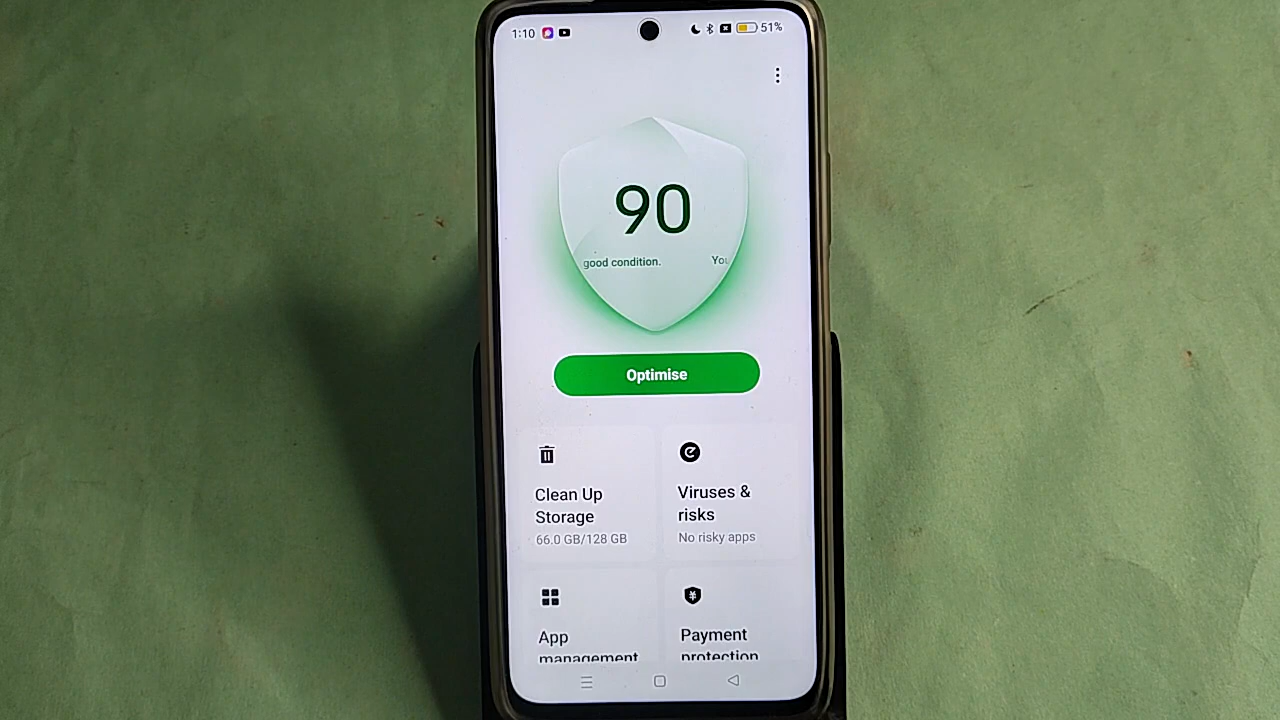 1:10 51%
90
good condition. You
Optimise
Clean Up
Storage
66.0 GB/128 GB
Viruses &
risks
No risky apps
App
management
Payment
protection